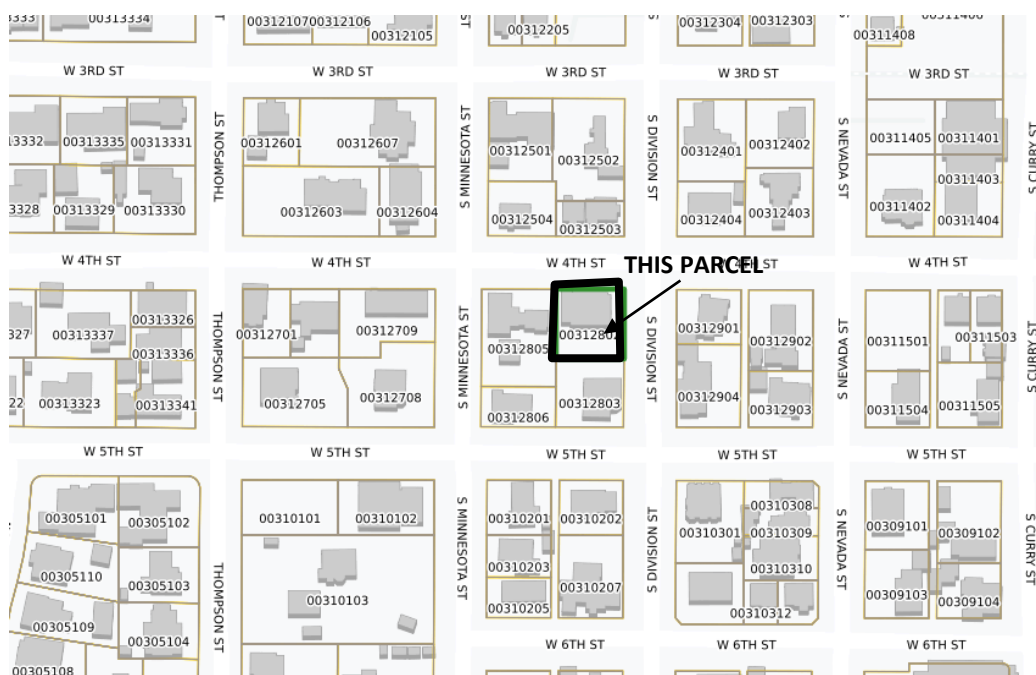 00313334
00312107
00312106
00312105
00312205
00312304
00312303
00311408
W 3RD ST
W 3RD ST
W 3RD ST
W 3RD ST
W 3RD ST
THOMPSON ST
S MINNESOTA ST
S DIVISION ST
S NEVADA ST
S CURRY ST
00313335
00313331
00312601
00312607
00312501
00312502
00312401
00312402
00311405
00311401
00313329
00313330
00312603
00312604
00312504
00312503
00312404
00312403
00311402
00311403
00311404
W 4TH ST
W 4TH ST
W 4TH ST
THIS PARCEL
W 4TH ST
W 4TH ST
00313337
00313326
00313336
00312701
00312709
00312805
00312901
00312902
00311501
00311503
THOMPSON ST
S MINNESOTA ST
S DIVISION ST
S NEVADA ST
S CURRY ST
00313323
00313341
00312705
00312708
00312806
00312803
00312904
00312903
00311504
00311505
W 5TH ST
W 5TH ST
W 5TH ST
W 5TH ST
W 5TH ST
00305101
00305102
00310101
00310102
00310201
00310202
00310301
00310308
00310309
00309101
00309102
00305110
00305103
00310103
00310203
00310207
00310310
00309103
00309104
THOMPSON ST
S MINNESOTA ST
S DIVISION ST
S NEVADA ST
S CURRY ST
00305109
00305104
00310205
00310312
00305108
W 6TH ST
W 6TH ST
W 6TH ST